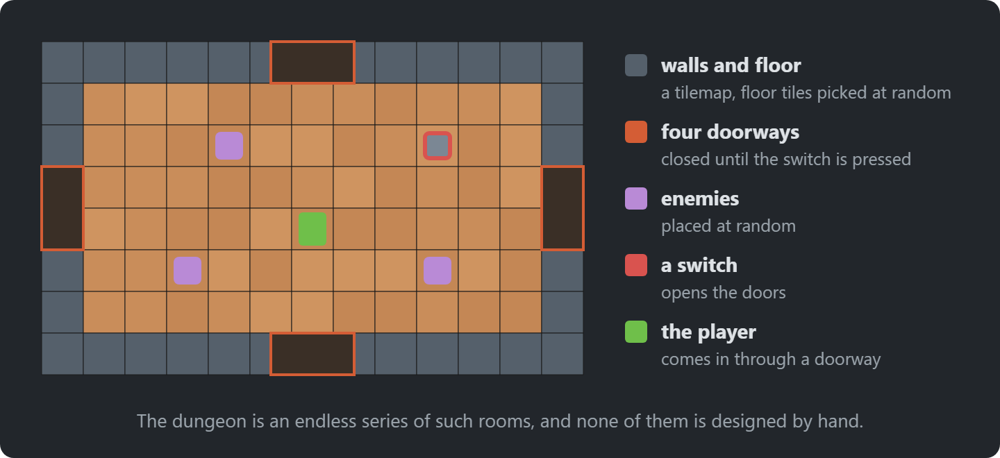 walls and floor
a tilemap, floor tiles picked at random
four doorways
closed until the switch is pressed
enemies
placed at random
a switch
opens the doors
the player
comes in through a doorway
The dungeon is an endless series of such rooms, and none of them is designed by hand.